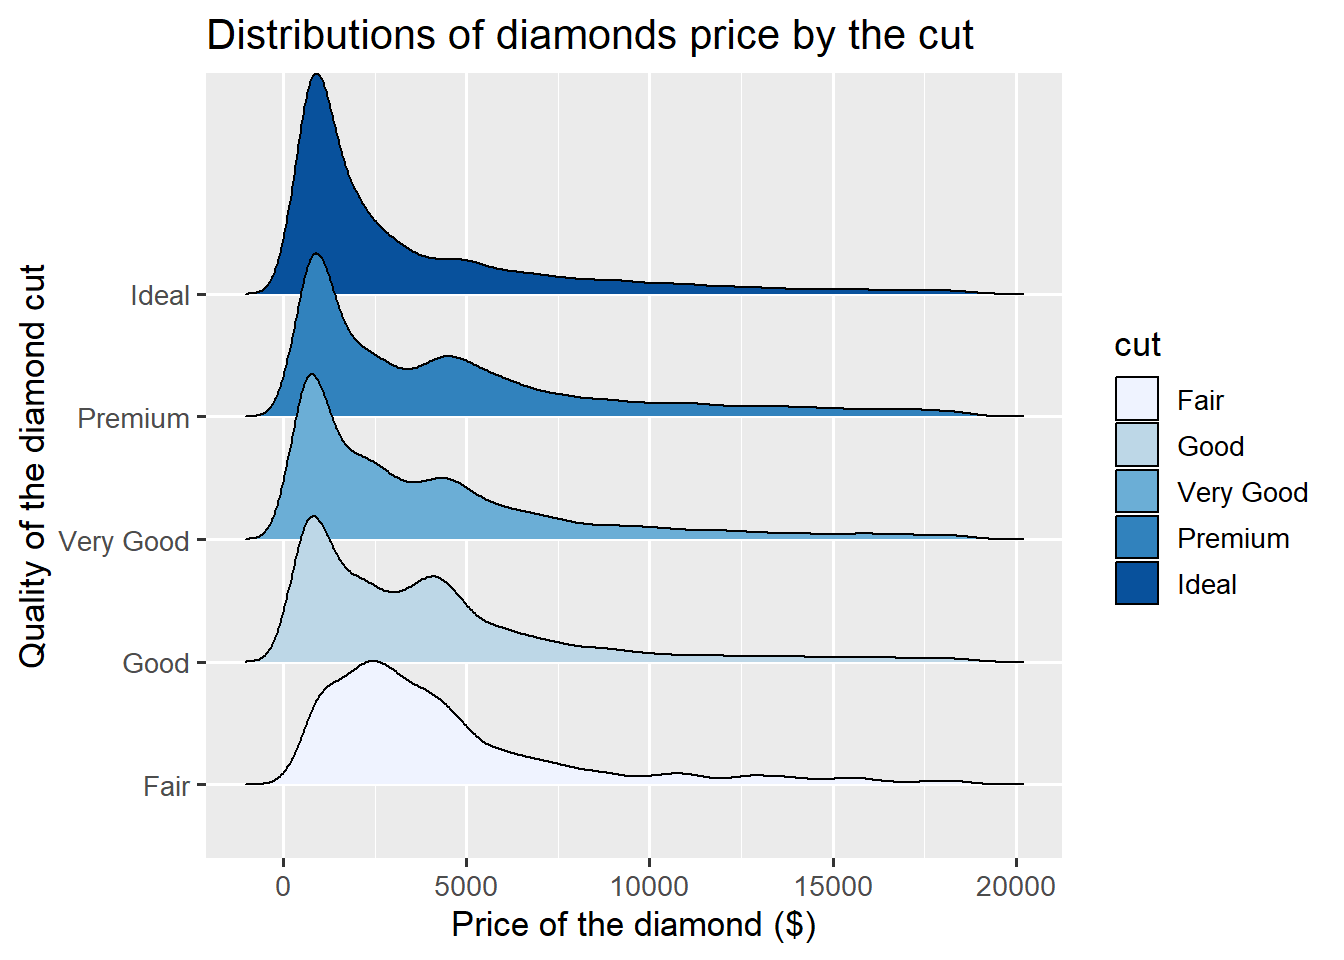 Distributions of diamonds price by the cut
Quality of the diamond cut
Ideal
Premium
Very Good
Good
Fair
0 5000 10000 15000 20000
Price of the diamond ($)
cut
Fair
Good
Very Good
Premium
Ideal